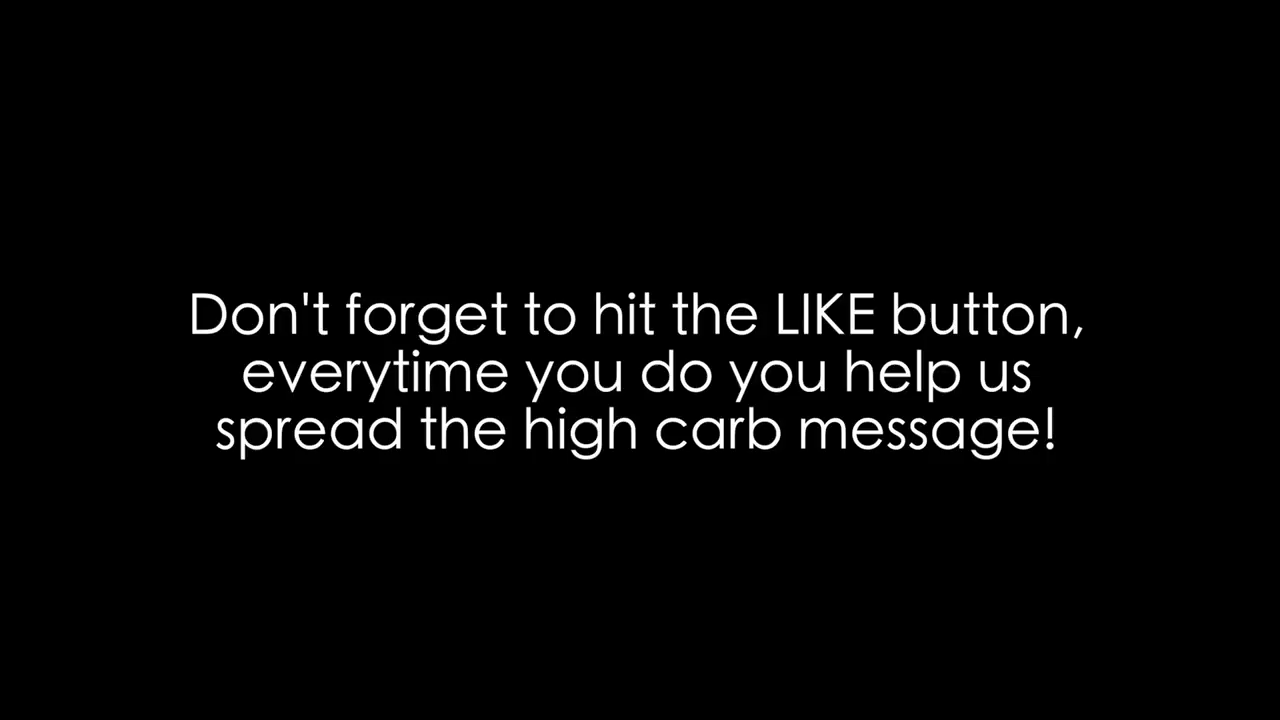 Don't forget to hit the LIKE button,
everytime you do you help us
spread the high carb message!